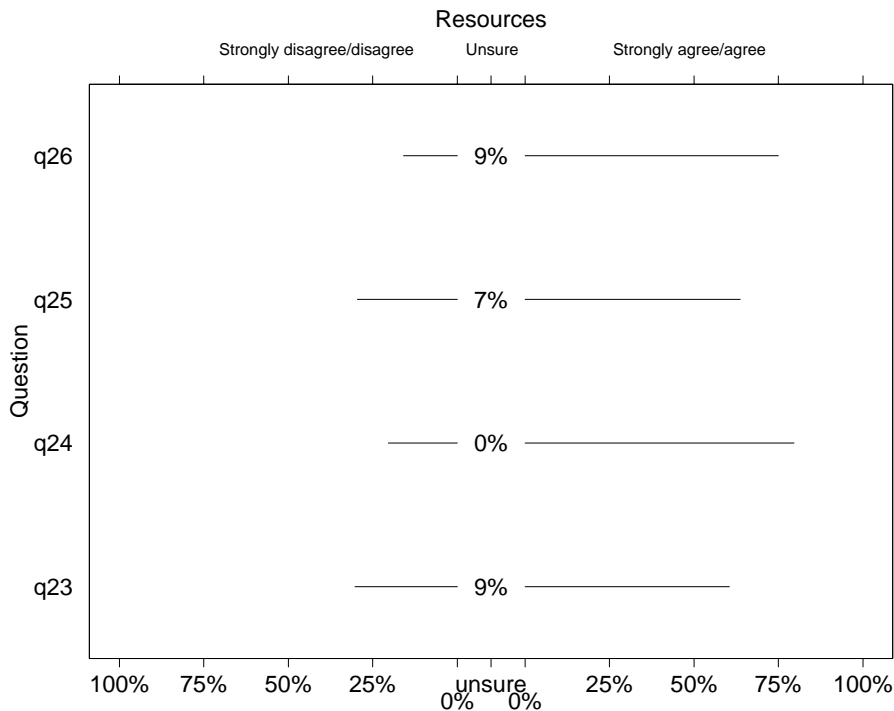 Resources
Strongly disagree/disagree Unsure Strongly agree/agree
q26 9%
q25 7%
Question
q24 0%
q23 9%
100% 75% 50% 25% unsure 25% 50% 75% 100%
0% 0%